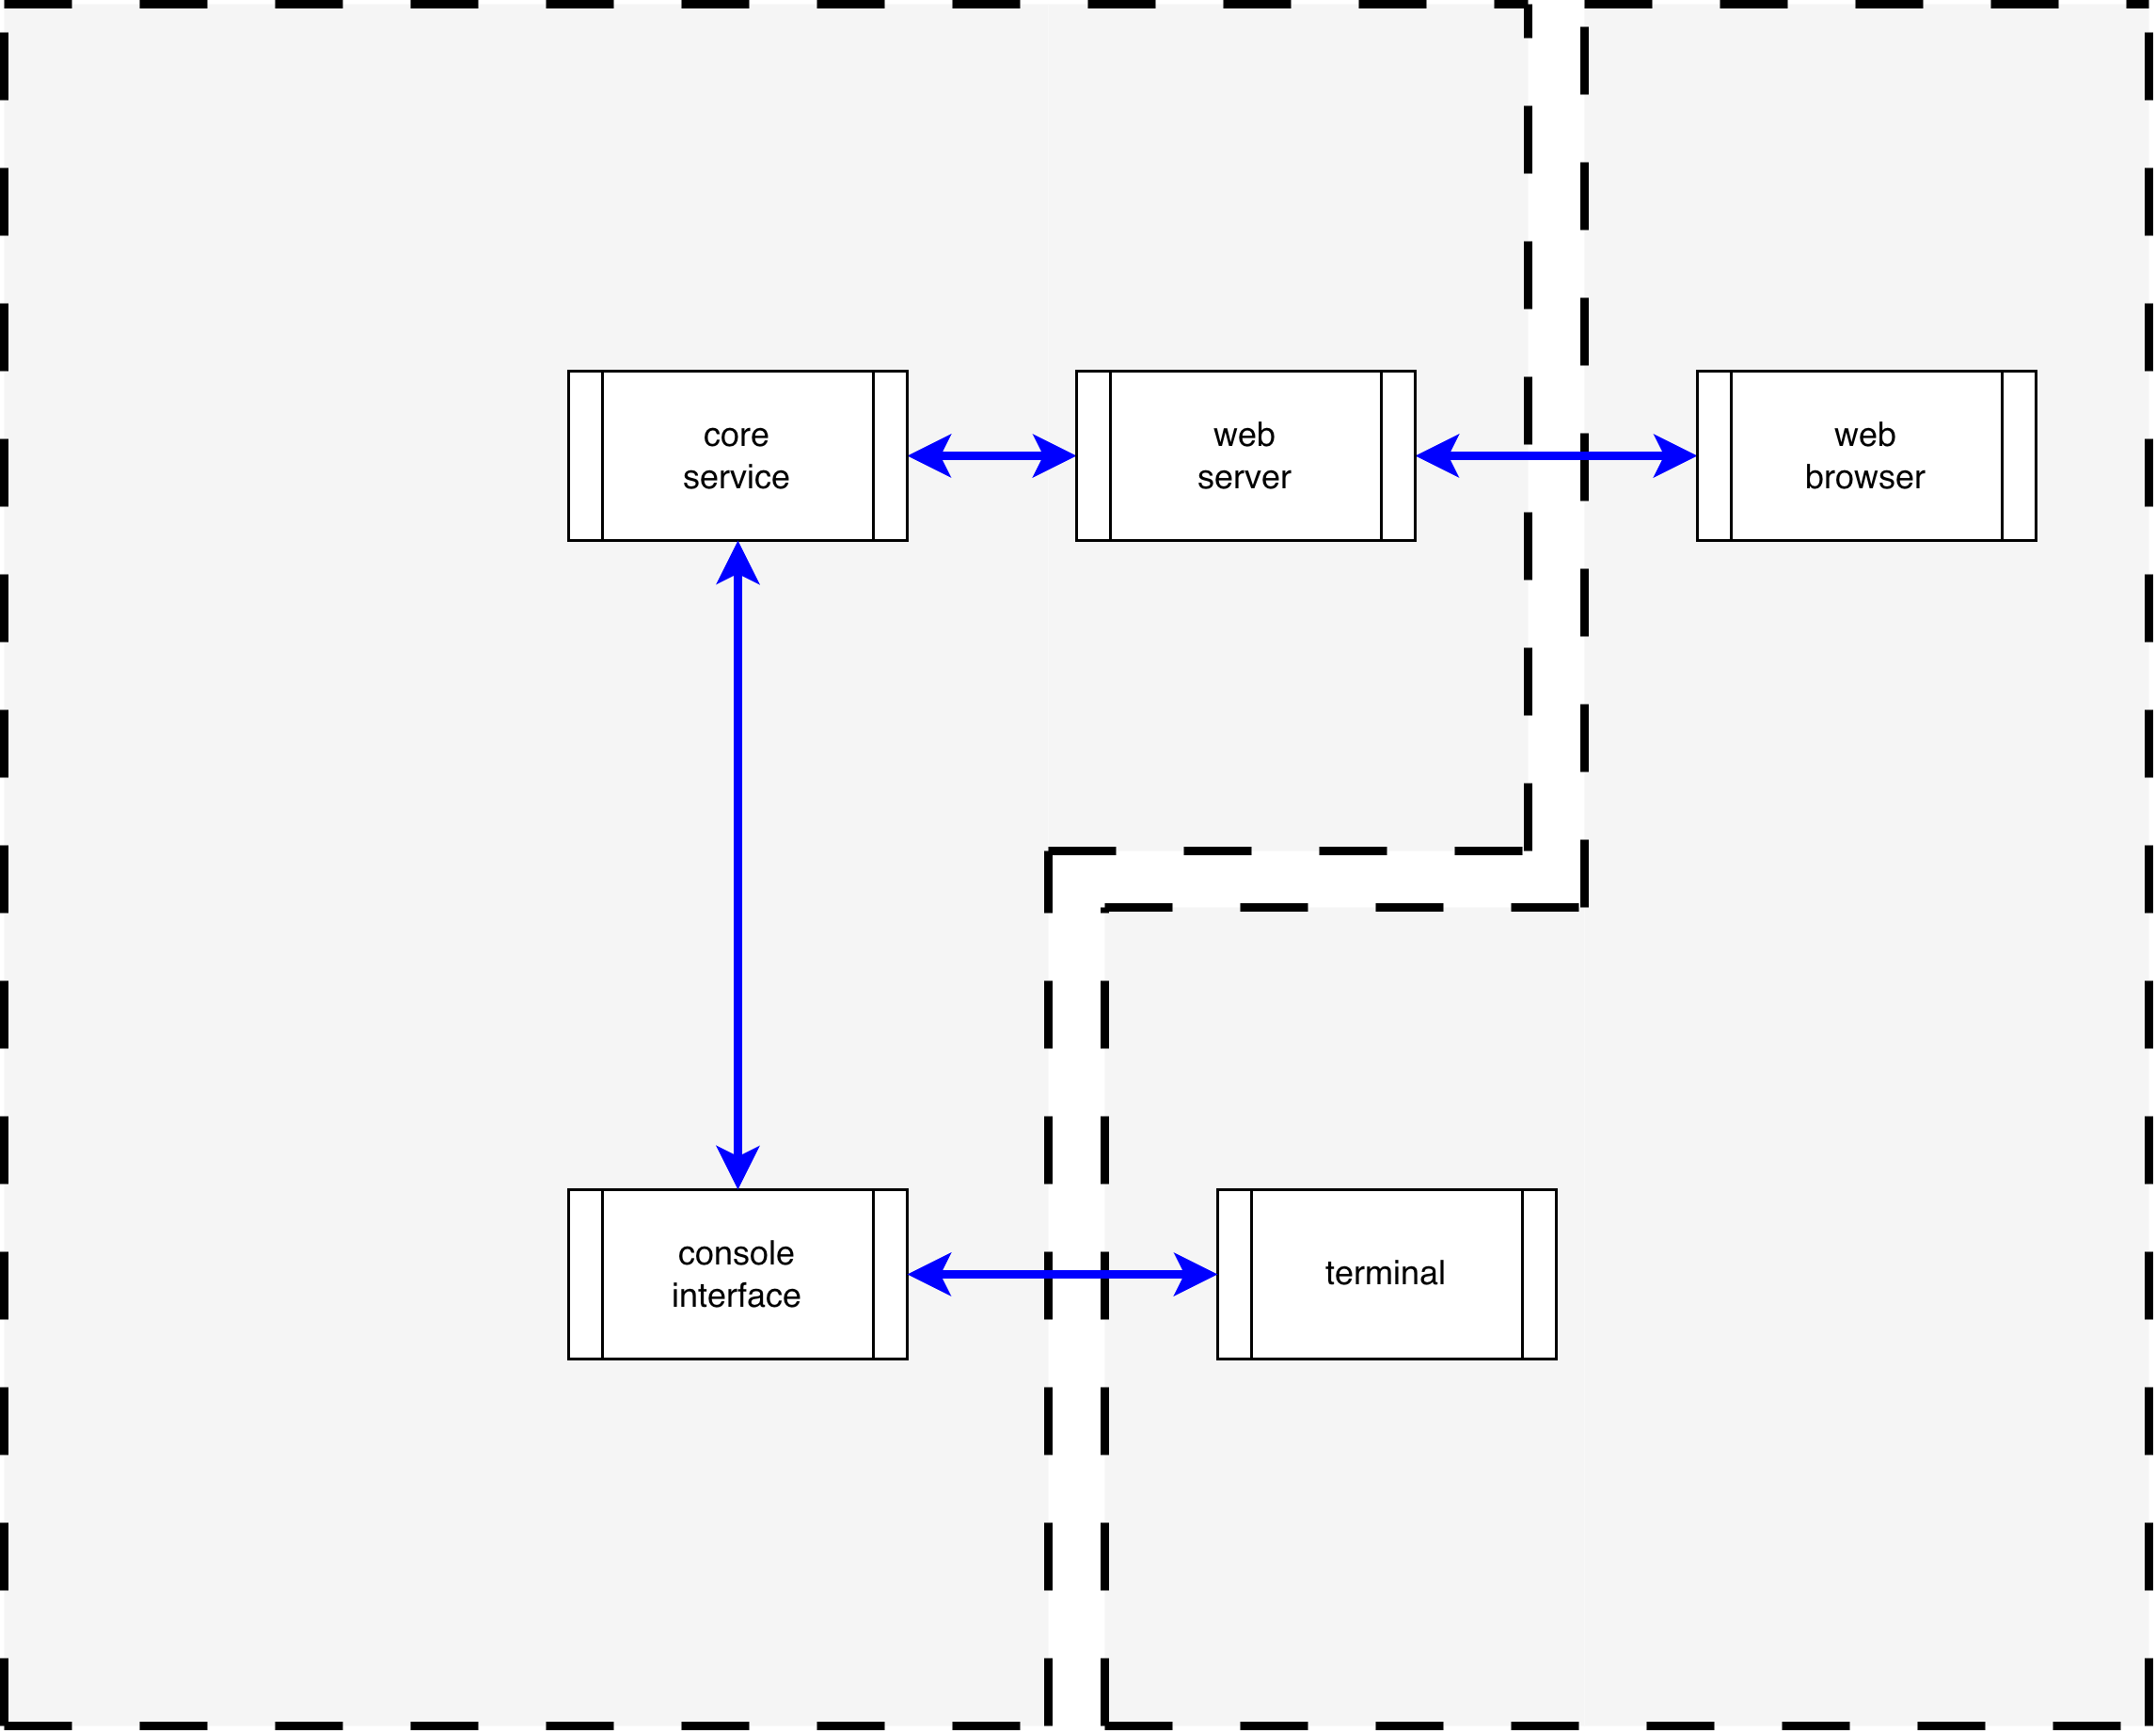 core
service
web
server
web
browser
console
interface
terminal